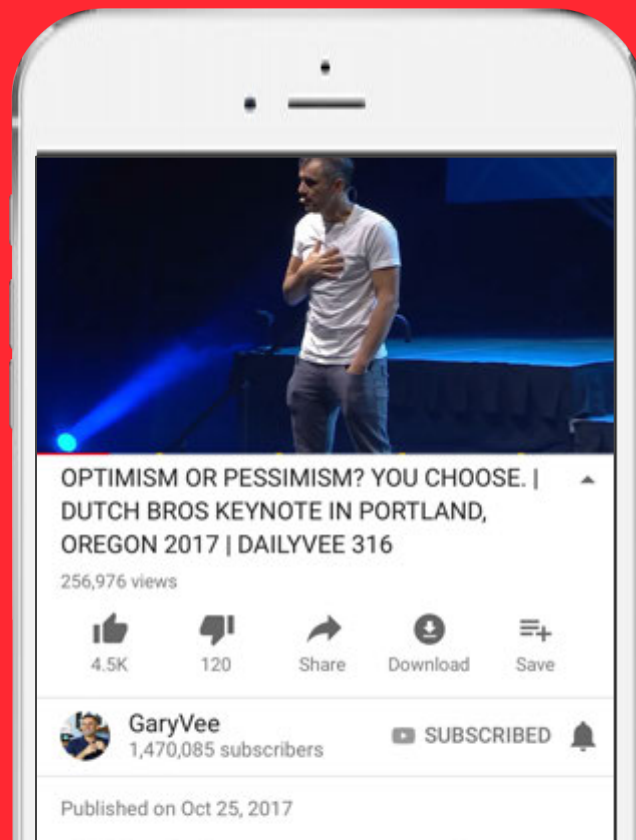 OPTIMISM OR PESSIMISM? YOU CHOOSE. |
DUTCH BROS KEYNOTE IN PORTLAND,
OREGON 2017 | DAILYVEE 316
256,976 views
4.5K 120 Share Download Save
GaryVee
1,470,085 subscribers
SUBSCRIBED
Published on Oct 25, 2017